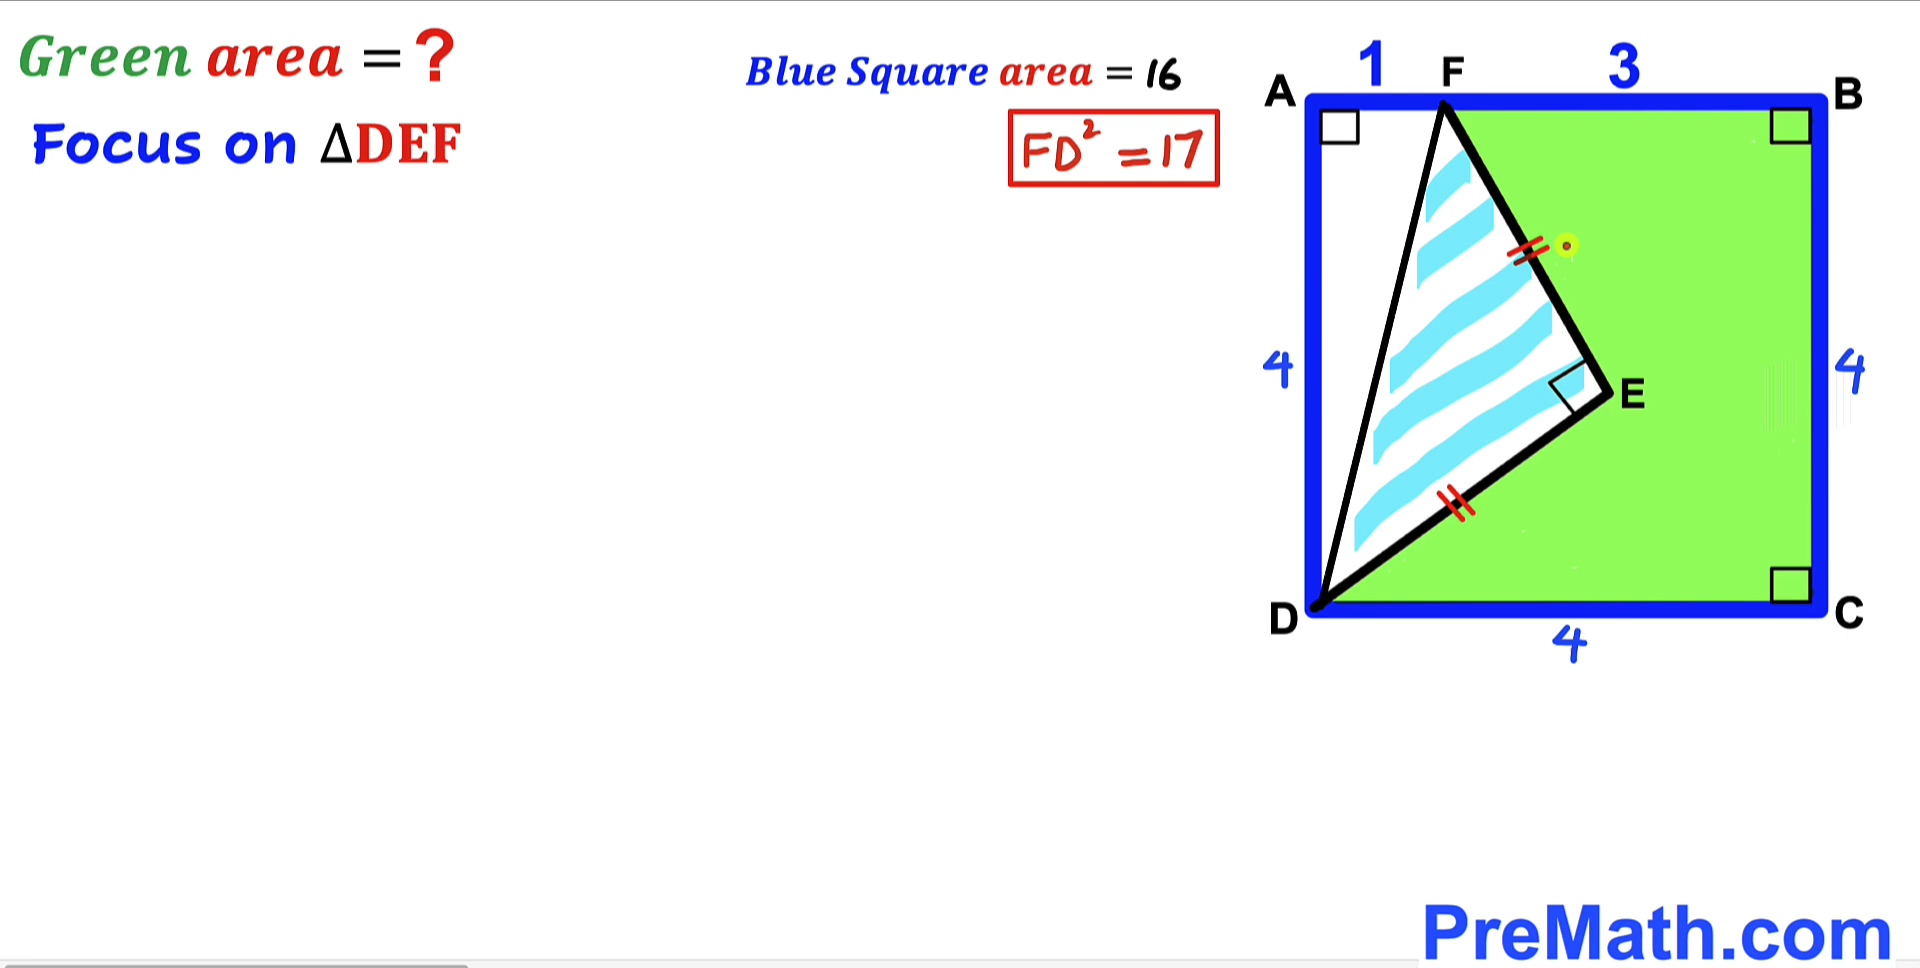 Green area = ?
Blue Square area = 16
Focus on ΔDEF
FD² = 17
1 F 3
A B
4 E 4
D C
4
PreMath.com